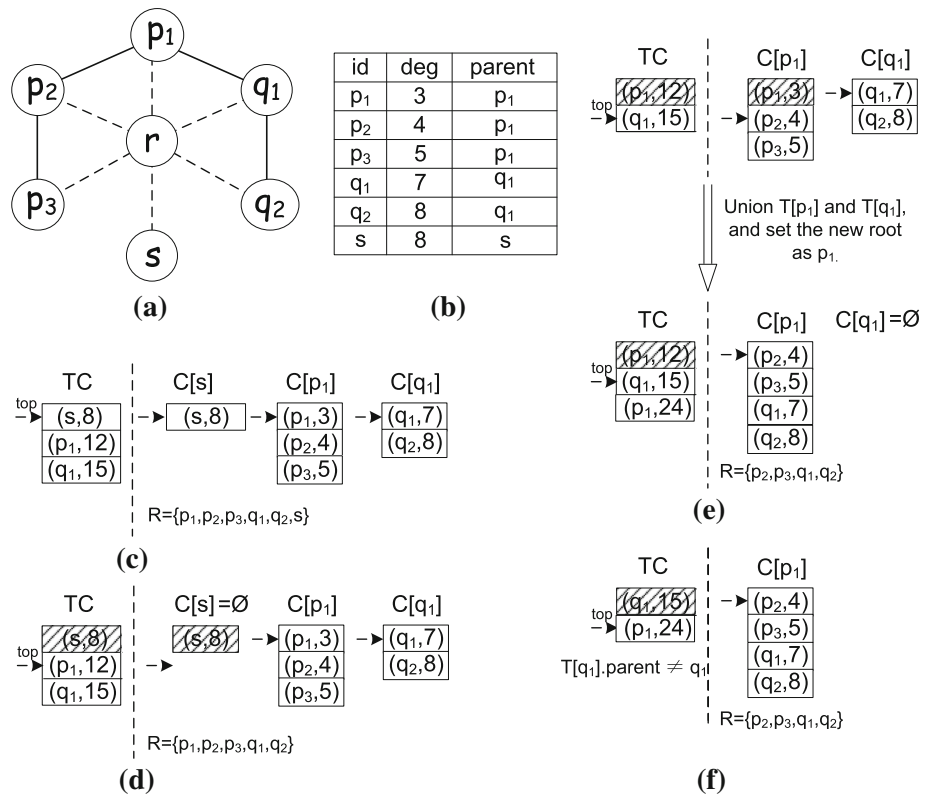 p1
p2
q1
r
p3
q2
s
(a)
id deg parent
p1 3 p1
p2 4 p1
p3 5 p1
q1 7 q1
q2 8 q1
s 8 s
(b)
TC C[p1] C[q1]
(p1,12) (p1,3) (q1,7)
top (q1,15) (p2,4) (q2,8)
(p3,5)
Union T[p1] and T[q1],
and set the new root
as p1.
TC C[p1] C[q1]=Ø
(p1,12) (p2,4)
top (q1,15) (p3,5)
(p1,24) (q1,7)
(q2,8)
R={p2,p3,q1,q2}
(e)
TC C[s] C[p1] C[q1]
top (s,8) (s,8) (p1,3) (q1,7)
(p1,12) (p2,4) (q2,8)
(q1,15) (p3,5)
R={p1,p2,p3,q1,q2,s}
(c)
TC C[s]=Ø C[p1] C[q1]
(s,8) (s,8) (p1,3) (q1,7)
top (p1,12) (p2,4) (q2,8)
(q1,15) (p3,5)
R={p1,p2,p3,q1,q2}
(d)
TC C[p1]
(q1,15) (p2,4)
top (p1,24) (p3,5)
T[q1].parent ≠ q1 (q1,7)
(q2,8)
R={p2,p3,q1,q2}
(f)